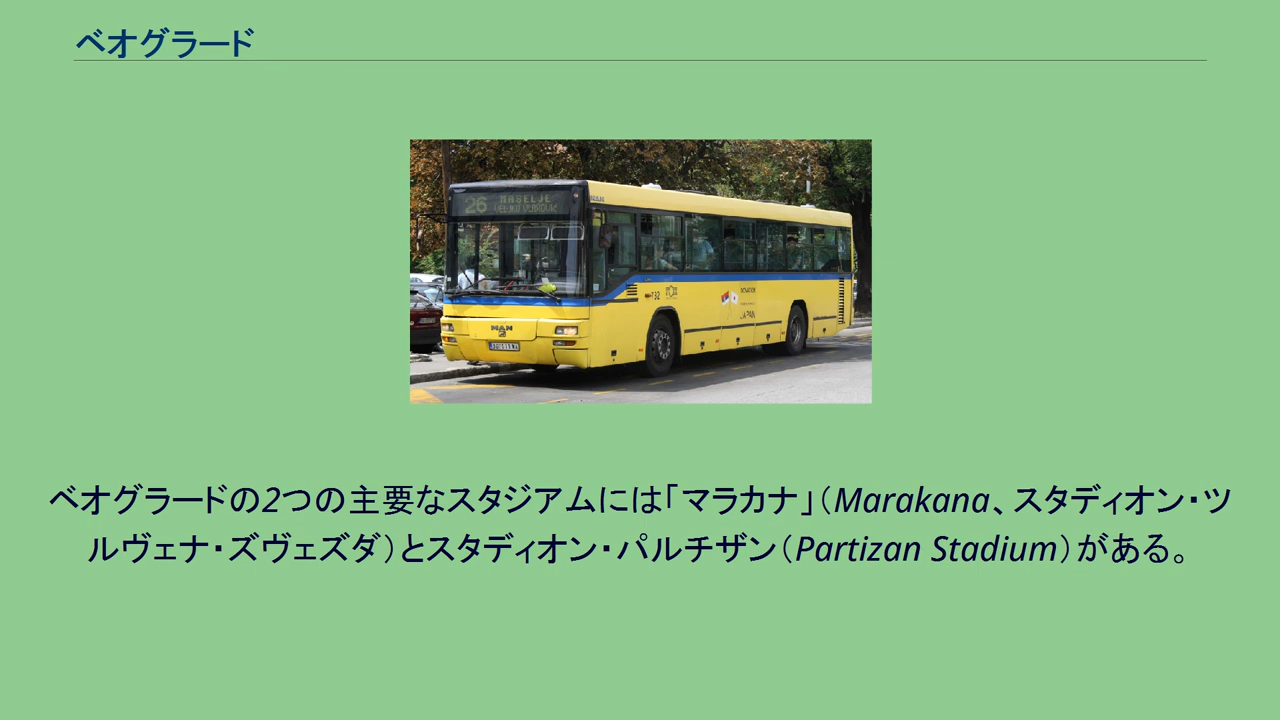 ベオグラード
26 NASELJE
MAN
JAPAN
ベオグラードの2つの主要なスタジアムには「マラカナ」（Marakana、スタディオン・ツ
ルヴェナ・ズヴェズダ）とスタディオン・パルチザン（Partizan Stadium）がある。